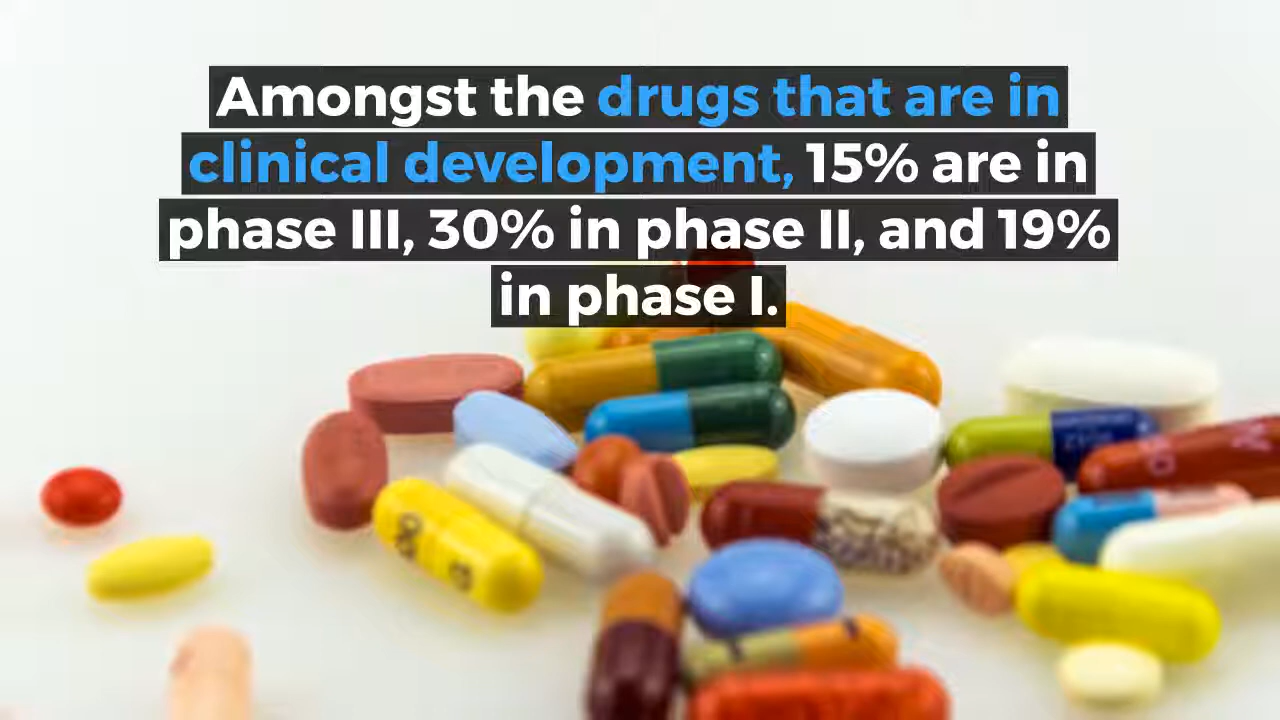 Amongst the drugs that are in
clinical development, 15% are in
phase III, 30% in phase II, and 19%
in phase I.